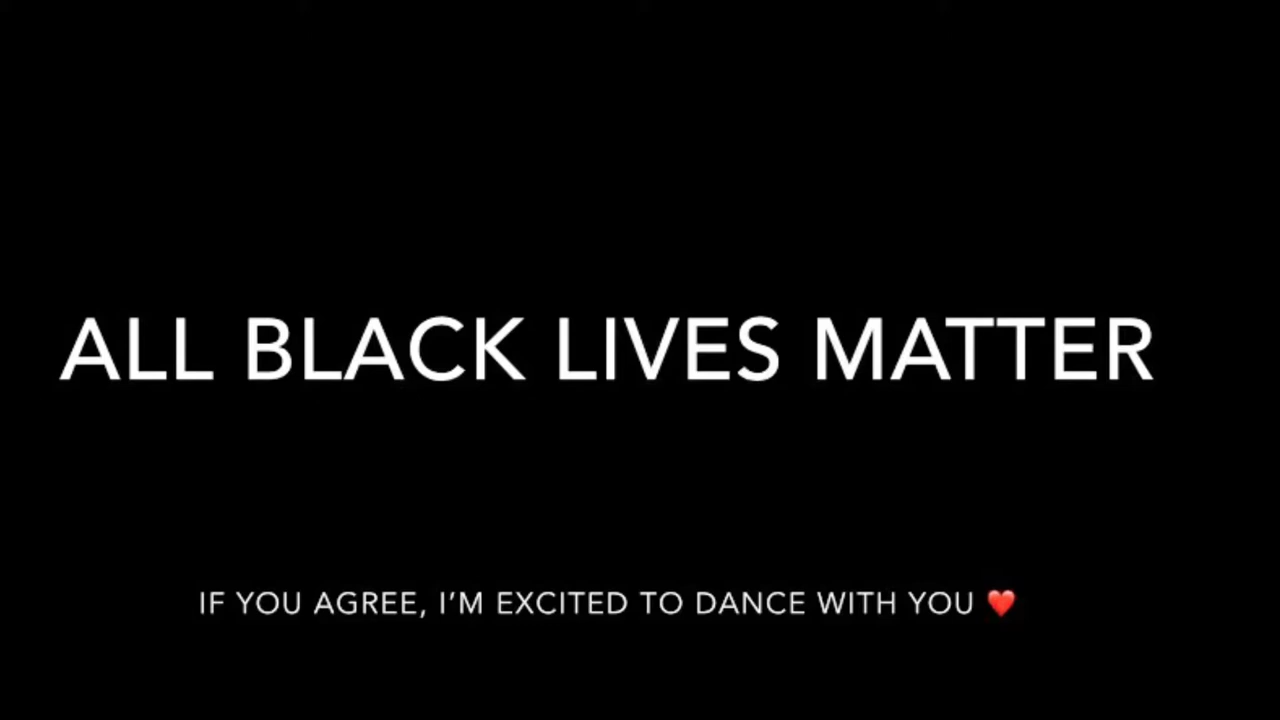 ALL BLACK LIVES MATTER
IF YOU AGREE, I’M EXCITED TO DANCE WITH YOU ❤️